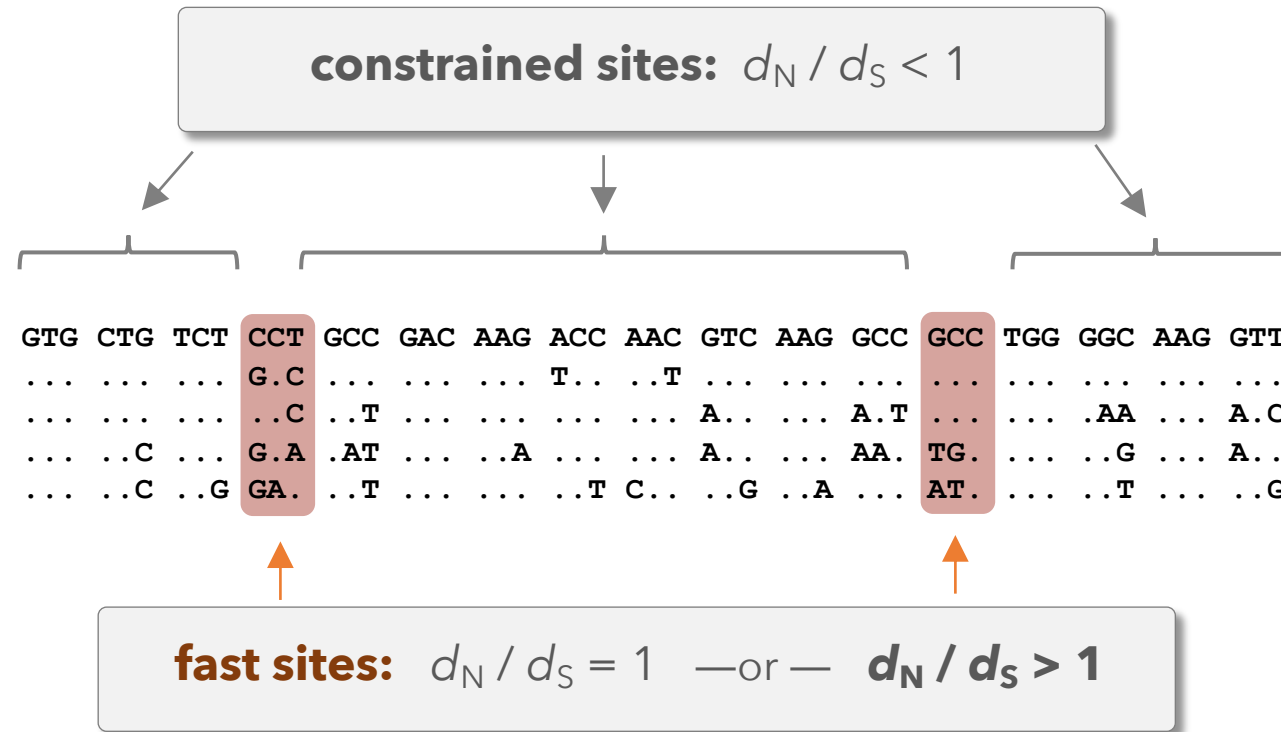 constrained sites: dN / dS < 1
GTG CTG TCT CCT GCC GAC AAG ACC AAC GTC AAG GCC GCC TGG GGC AAG GTT
... ... ... G.C ... ... ... T.. ..T ... ... ... ... ... ... ... ...
... ... ... ..C ..T ... ... ... ... A.. ... A.T ... ... .AA ... A.C
... ..C ... G.A .AT ... ..A ... ... A.. ... AA. TG. ... ..G ... A..
... ..C ..G GA. ..T ... ... ..T C.. ..G ..A ... AT. ... ..T ... ..G
fast sites: dN / dS = 1 —or — dN / dS > 1